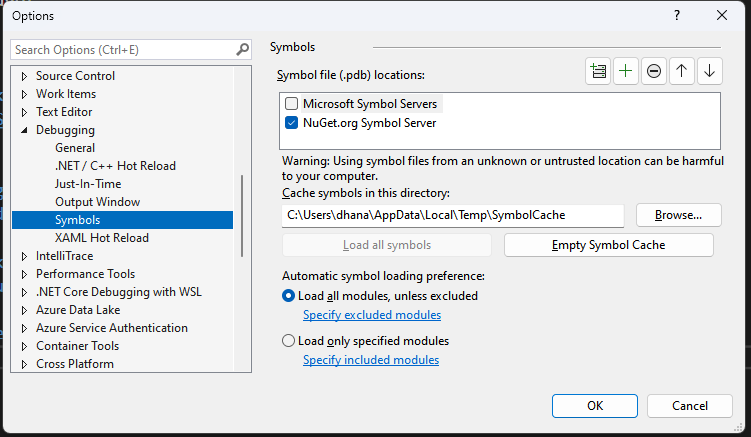 Options
?
Search Options (Ctrl+E)
Source Control
Work Items
Text Editor
Debugging
General
.NET / C++ Hot Reload
Just-In-Time
Output Window
Symbols
XAML Hot Reload
IntelliTrace
Performance Tools
.NET Core Debugging with WSL
Azure Data Lake
Azure Service Authentication
Container Tools
Cross Platform
Symbols
Symbol file (.pdb) locations:
Microsoft Symbol Servers
NuGet.org Symbol Server
Warning: Using symbol files from an unknown or untrusted location can be harmful
to your computer.
Cache symbols in this directory:
C:\Users\dhana\AppData\Local\Temp\SymbolCache
Browse...
Load all symbols
Empty Symbol Cache
Automatic symbol loading preference:
Load all modules, unless excluded
Specify excluded modules
Load only specified modules
Specify included modules
OK
Cancel